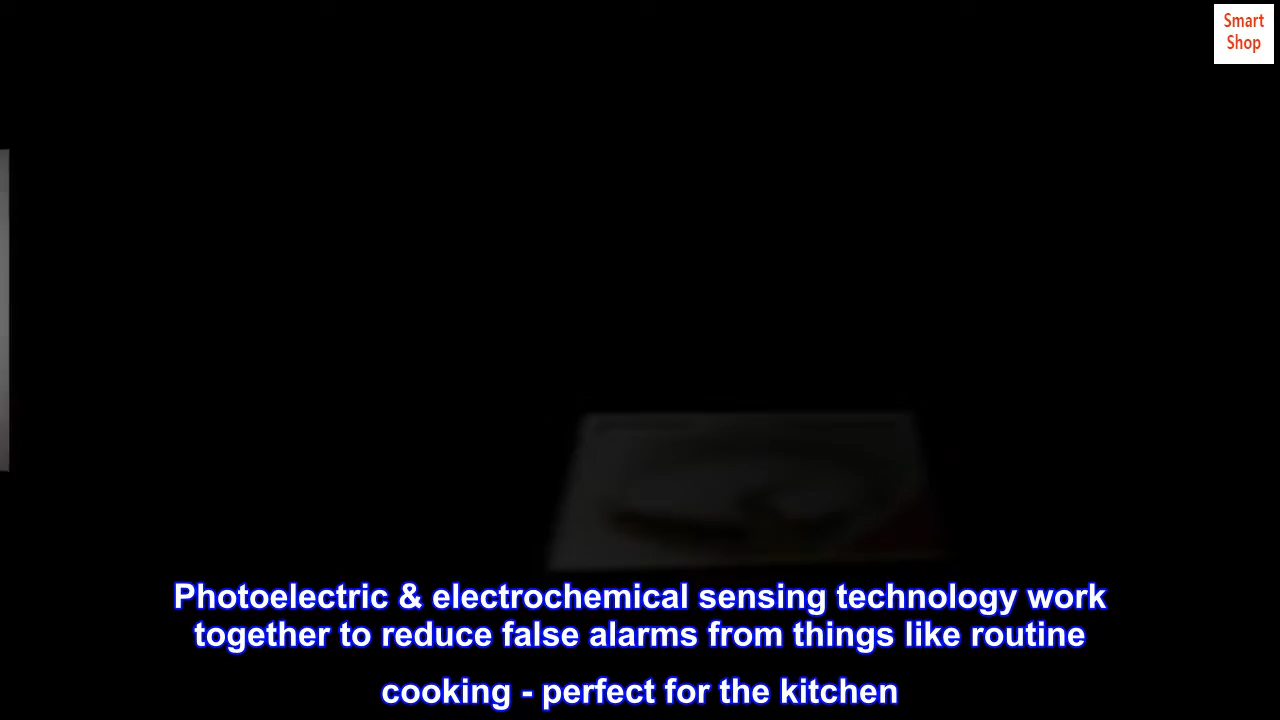 Smart
Shop
Photoelectric & electrochemical sensing technology work
together to reduce false alarms from things like routine
cooking - perfect for the kitchen